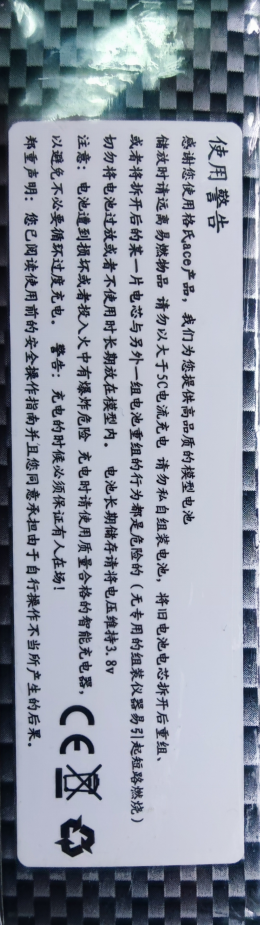 使用警告
感谢您使用格氏ace产品，我们为您提供高品质的模型电池
储放时请远离易燃物品 请勿以大于5C电流充电 请勿私自组装电池，将旧电池电芯拆开后重组、
或者将拆开后的某一片电芯与另外一组电池重组的行为都是危险的（无专用的组装仪器易引起短路燃烧）
切勿将电池过放或者不使用时长期放在模型内。 电池长期储存请将电压维持3.8v
注意：电池遭到损坏或者投入火中有爆炸危险 充电时请使用质量合格的智能充电器，
以避免不必要循环过度充电。 警告：充电的时候必须保证有人在场！
郑重声明：您已阅读使用前的安全操作指南并且您同意承担由于自行操作不当所产生的后果。
CE